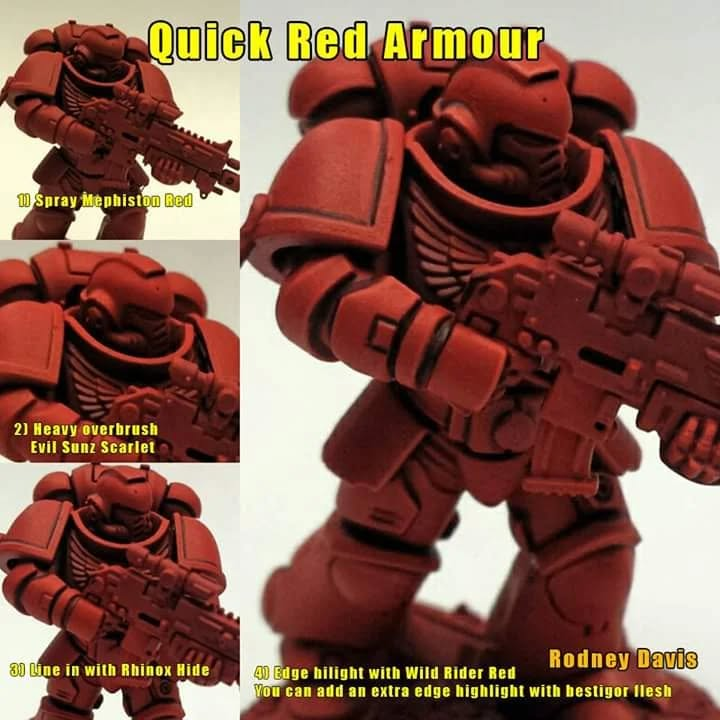 Quick Red Armour
1) Spray Mephiston Red
2) Heavy overbrush
Evil Sunz Scarlet
3) Line in with Rhinox Hide
4) Edge hilight with Wild Rider Red
You can add an extra edge highlight with bestigor flesh
Rodney Davis